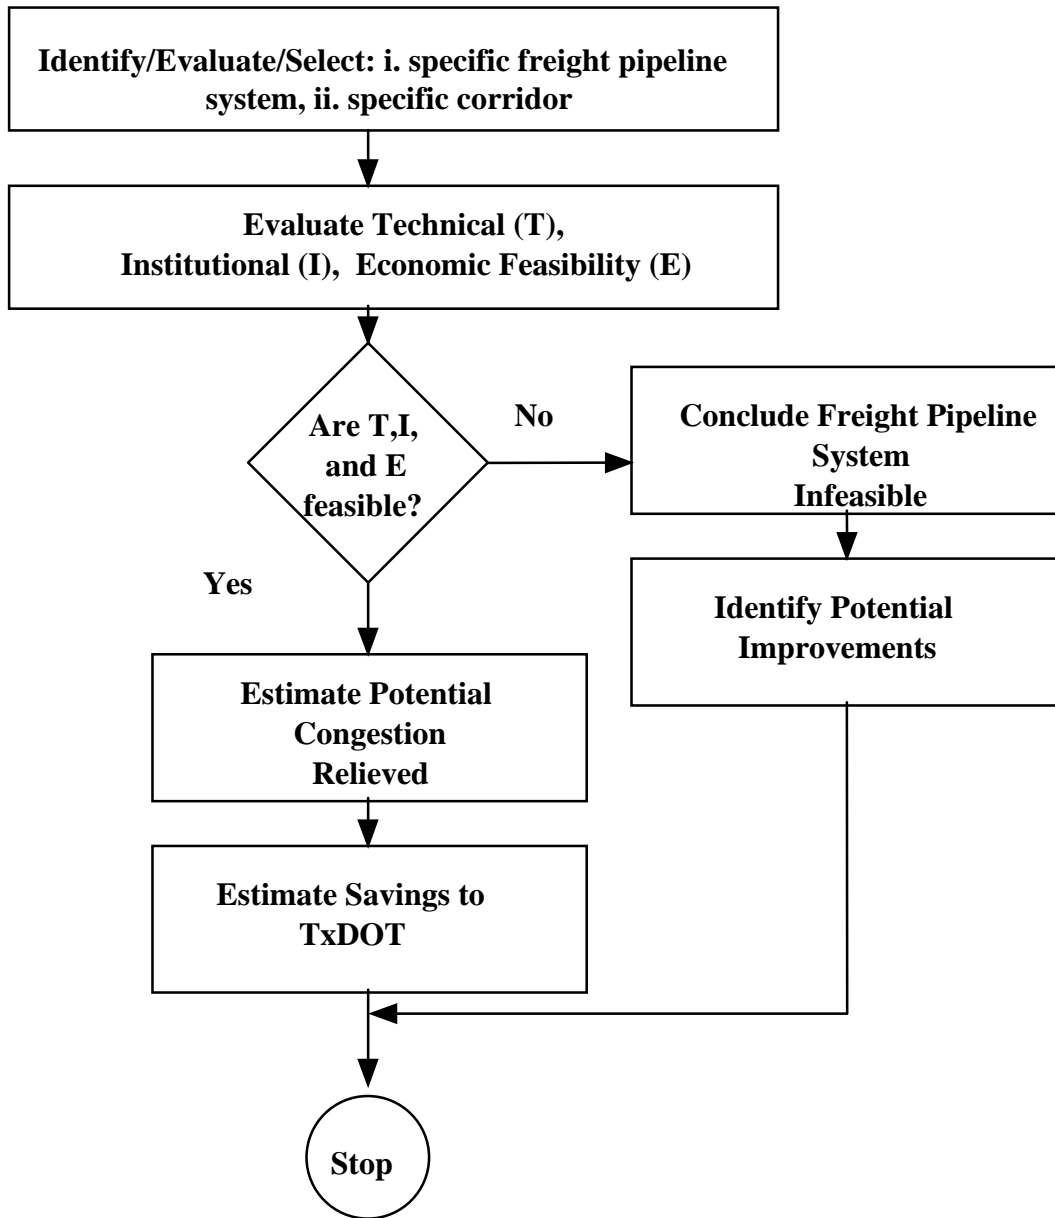 Identify/Evaluate/Select: i. specific freight pipeline
system, ii. specific corridor
Evaluate Technical (T),
Institutional (I), Economic Feasibility (E)
Are T,I,
and E
feasible?
No
Conclude Freight Pipeline
System
Infeasible
Identify Potential
Improvements
Yes
Estimate Potential
Congestion
Relieved
Estimate Savings to
TxDOT
Stop